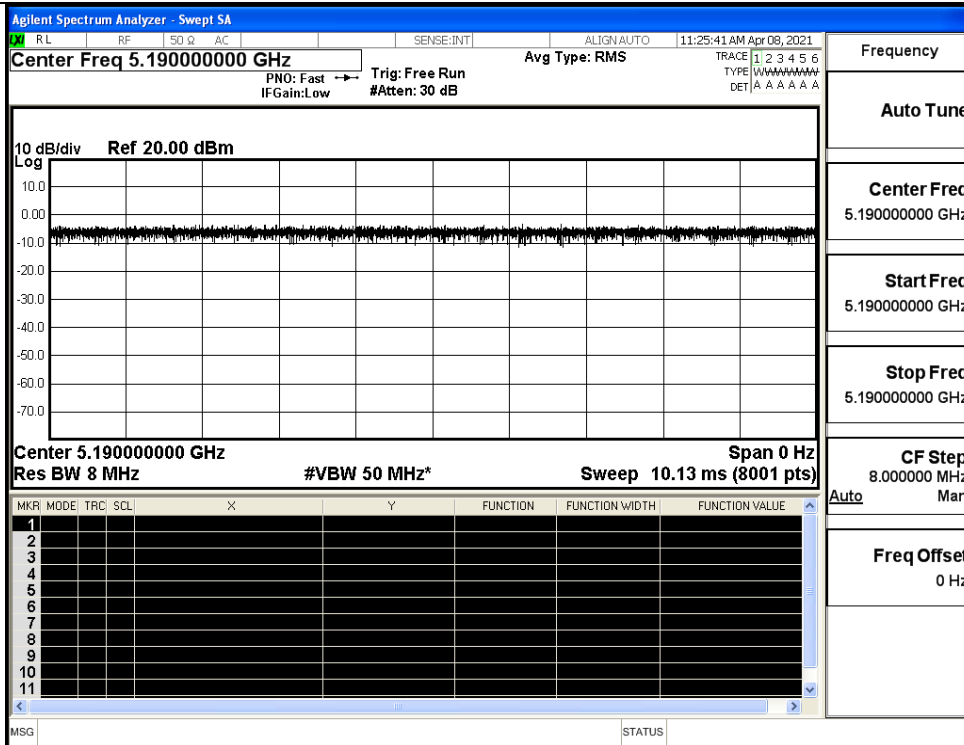 Agilent Spectrum Analyzer - Swept SA
LXI RL RF 50 Ω AC SENSE:INT ALIGN AUTO 11:25:41 AM Apr 08, 2021
Center Freq 5.190000000 GHz
PNO: Fast
IFGain:Low
Trig: Free Run
#Atten: 30 dB
Avg Type: RMS
TRACE 1 2 3 4 5 6
TYPE WWWWWW
DET A A A A A A
10 dB/div Ref 20.00 dBm
Log
10.0
0.00
-10.0
-20.0
-30.0
-40.0
-50.0
-60.0
-70.0
Center 5.190000000 GHz Span 0 Hz
Res BW 8 MHz #VBW 50 MHz* Sweep 10.13 ms (8001 pts)
MKR MODE TRC SCL X Y FUNCTION FUNCTION WIDTH FUNCTION VALUE
1
2
3
4
5
6
7
8
9
10
11
MSG STATUS
Frequency
Auto Tune
Center Freq
5.190000000 GHz
Start Freq
5.190000000 GHz
Stop Freq
5.190000000 GHz
CF Step
8.000000 MHz
Auto Man
Freq Offset
0 Hz